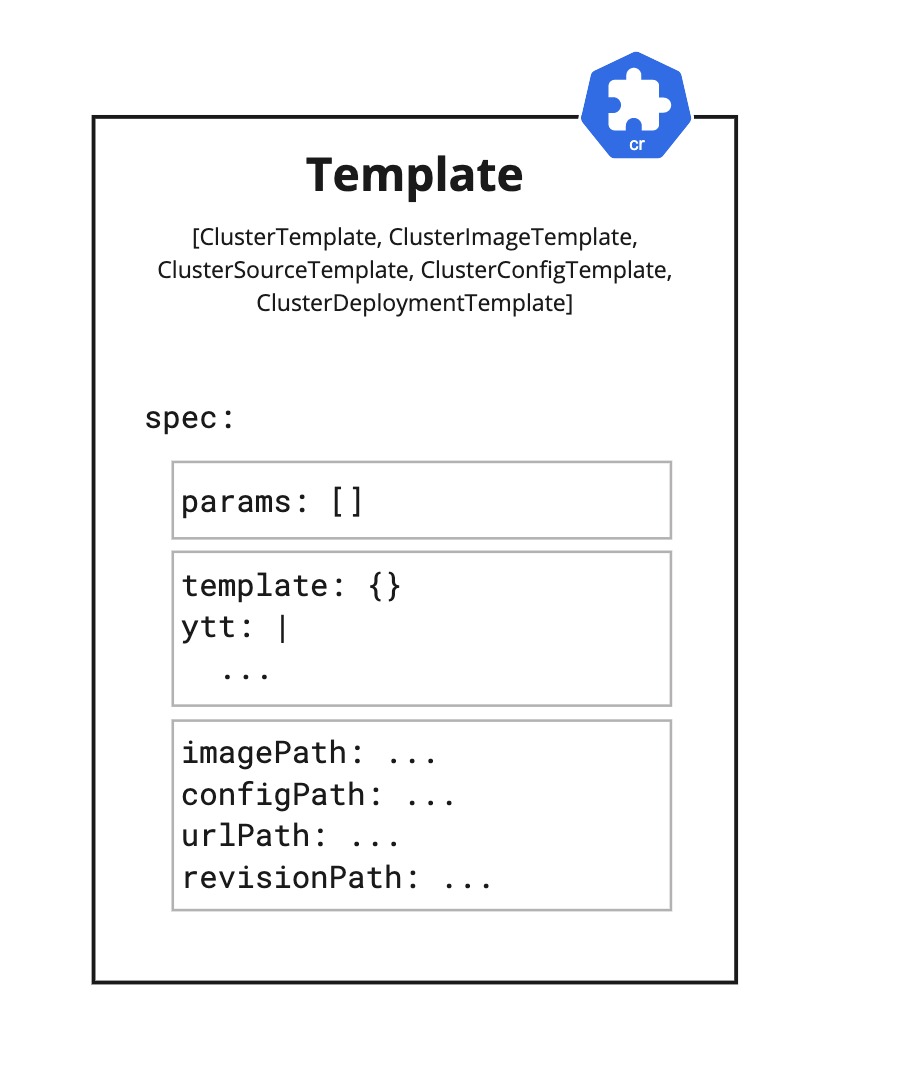 cr
Template
[ClusterTemplate, ClusterImageTemplate,
ClusterSourceTemplate, ClusterConfigTemplate,
ClusterDeploymentTemplate]
spec:
params: []
template: {}
ytt: |
...
imagePath: ...
configPath: ...
urlPath: ...
revisionPath: ...